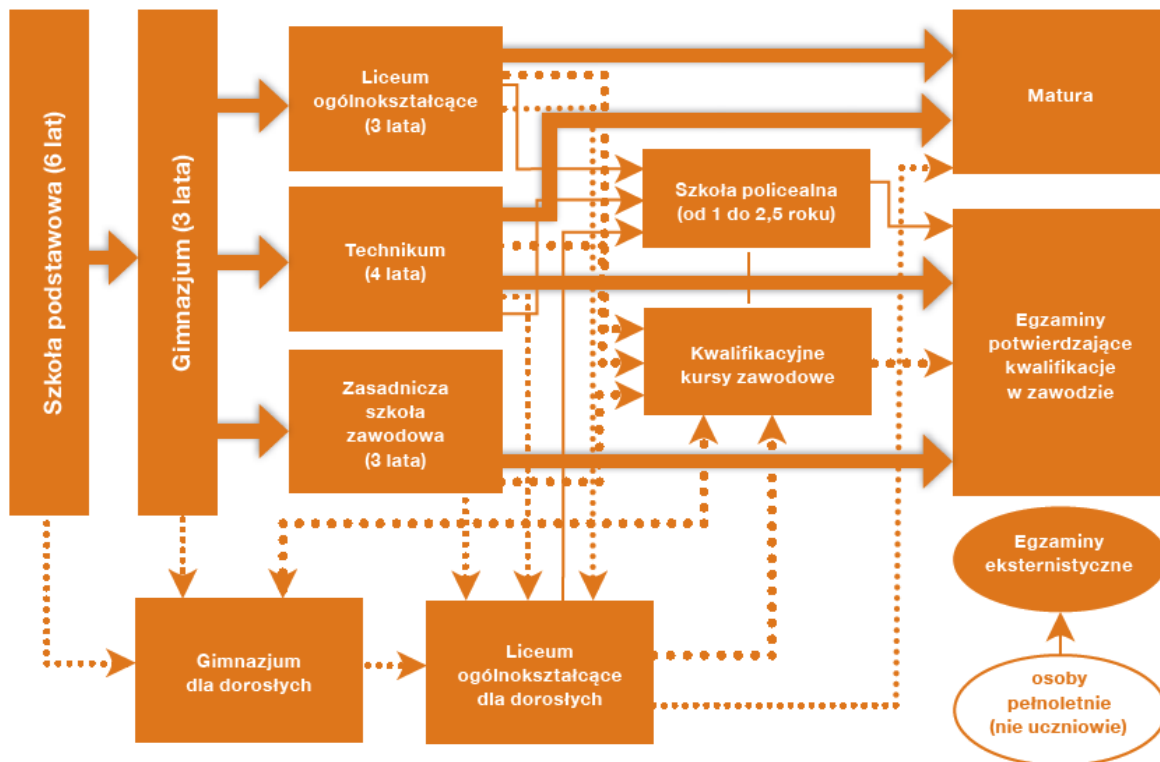 Szkoła podstawowa (6 lat)
Gimnazjum (3 lata)
Liceum
ogólnokształcące
(3 lata)
Technikum
(4 lata)
Zasadnicza
szkoła
zawodowa
(3 lata)
Gimnazjum
dla dorosłych
Liceum
ogólnokształcące
dla dorosłych
Szkoła policealna
(od 1 do 2,5 roku)
Kwalifikacyjne
kursy zawodowe
Matura
Egzaminy
potwierdzające
kwalifikacje
w zawodzie
Egzaminy
eksternistyczne
osoby
pełnoletnie
(nie uczniowie)